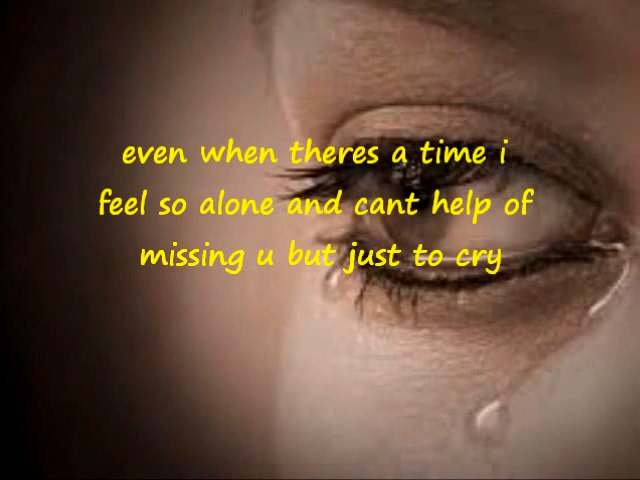 even when theres a time i
feel so alone and cant help of
missing u but just to cry